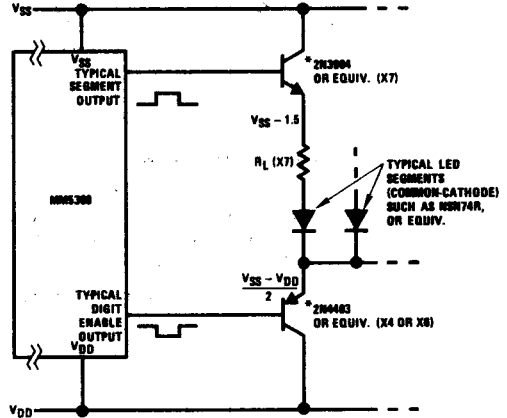 VSS
VSS
TYPICAL
SEGMENT
OUTPUT
*2N3904
OR EQUIV. (X7)
VSS – 1.5
RL (X7)
TYPICAL LED
SEGMENTS
(COMMON-CATHODE)
SUCH AS NSN74R,
OR EQUIV.
VSS – VDD
2
TYPICAL
DIGIT
ENABLE
OUTPUT
*2N4403
OR EQUIV. (X4 OR X6)
VDD
VDD